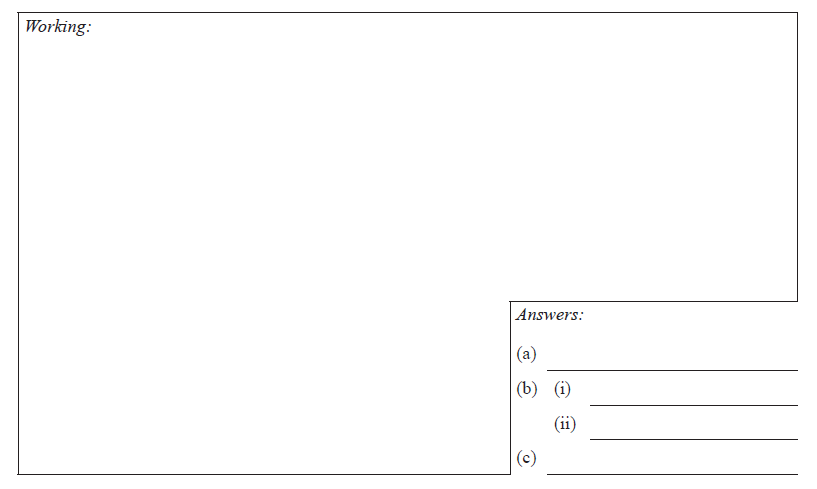 Working:
Answers:
(a)
(b) (i)
(ii)
(c)